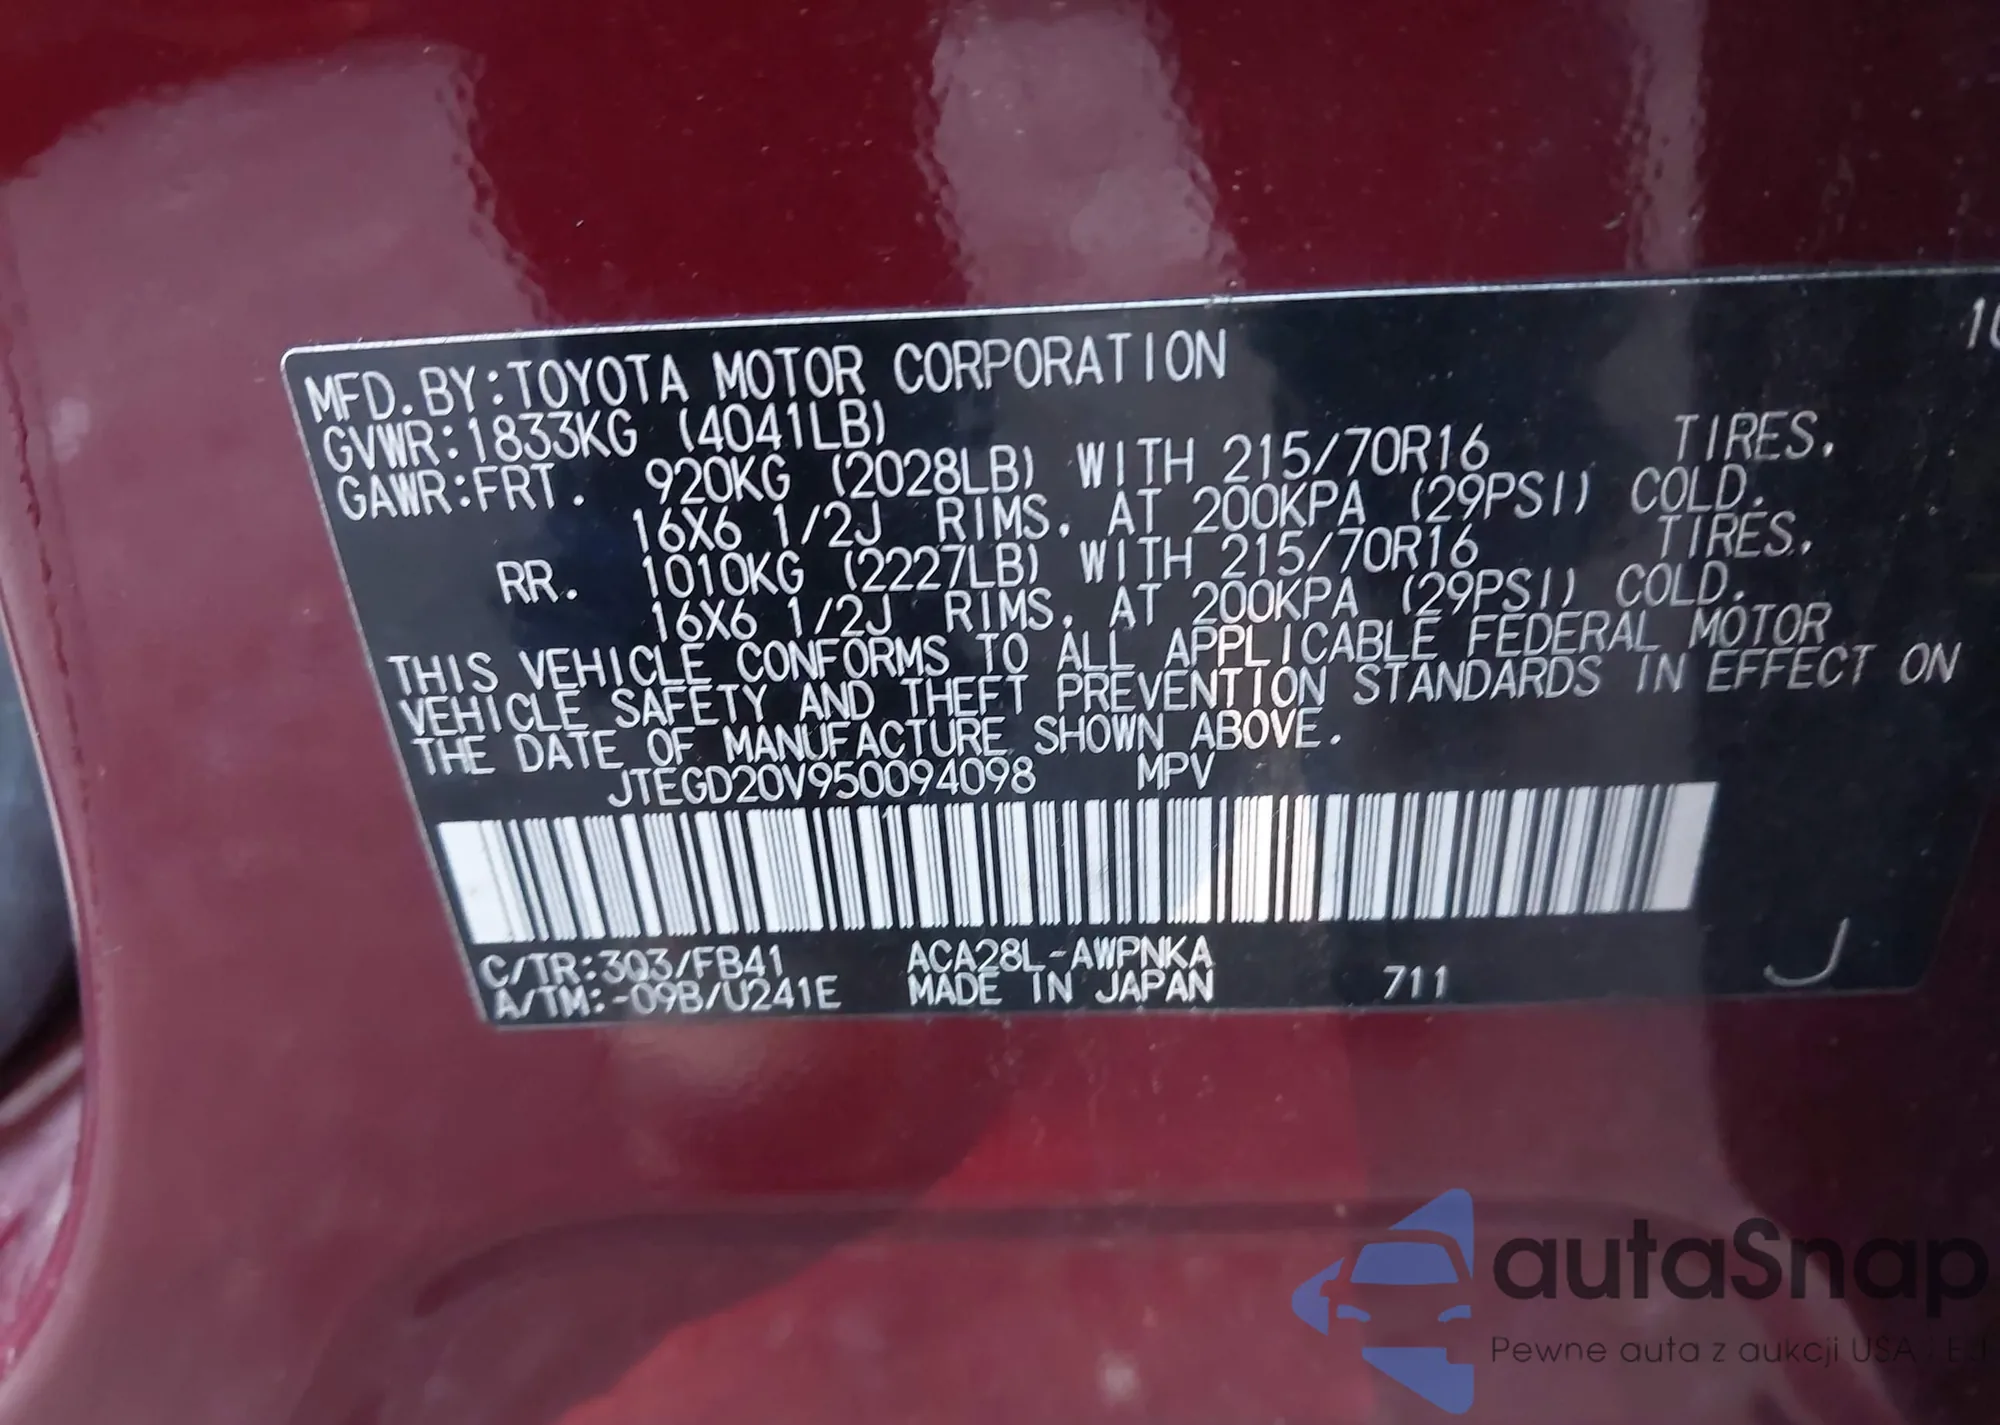 10
MFD.BY:TOYOTA MOTOR CORPORATION
GVWR:1833KG (4041LB)
GAWR:FRT. 920KG (2028LB) WITH 215/70R16 TIRES,
16X6 1/2J RIMS, AT 200KPA (29PSI) COLD.
RR. 1010KG (2227LB) WITH 215/70R16 TIRES,
16X6 1/2J RIMS, AT 200KPA (29PSI) COLD.
THIS VEHICLE CONFORMS TO ALL APPLICABLE FEDERAL MOTOR
VEHICLE SAFETY AND THEFT PREVENTION STANDARDS IN EFFECT ON
THE DATE OF MANUFACTURE SHOWN ABOVE.
JTEGD20V950094098 MPV
C/TR:3Q3/FB41 ACA28L-AWPNKA
A/TM:-09B/U241E MADE IN JAPAN 711 J
autaSnap
Pewne auta z aukcji USA